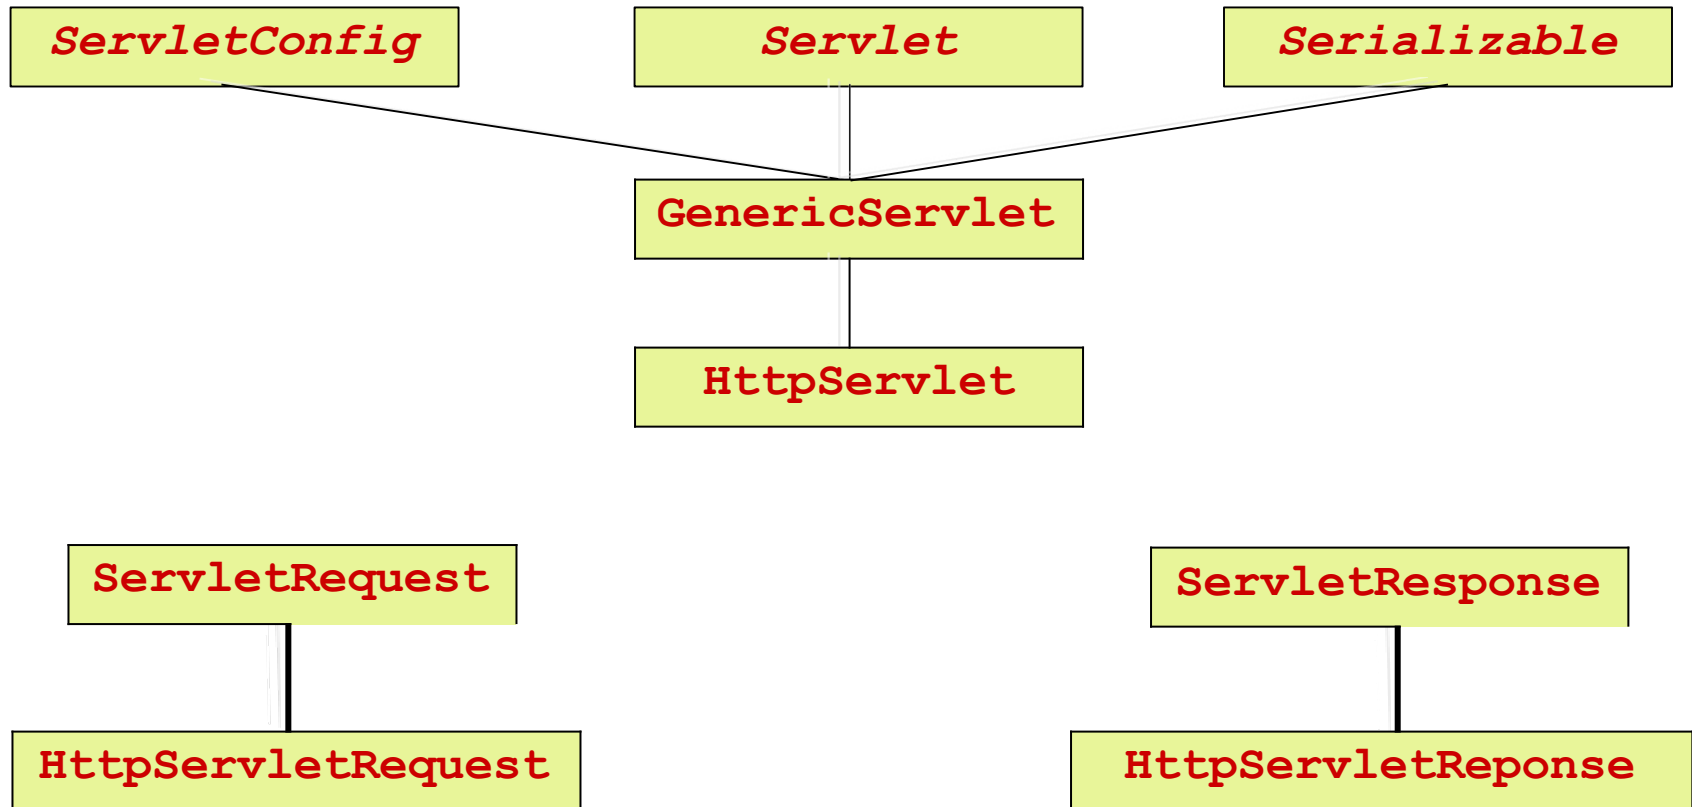 ServletConfig
Servlet
Serializable
GenericServlet
HttpServlet
ServletRequest
ServletResponse
HttpServletRequest
HttpServletReponse